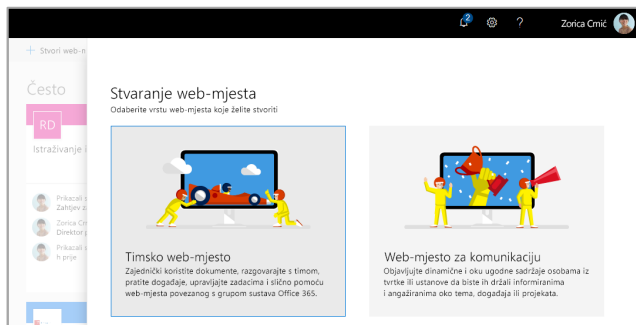 2
?
Zorica Crnić
+ Stvori web-n
Često
RD
Istraživanje i
Prikazali s
Zahtjev za
Zorica Crn
Direktor p
Prikazali s
h prije
Stvaranje web-mjesta
Odaberite vrstu web-mjesta koje želite stvoriti
Timsko web-mjesto
Zajednički koristite dokumente, razgovarajte s timom,
pratite događaje, upravljajte zadacima i slično pomoću
web-mjesta povezanog s grupom sustava Office 365.
Web-mjesto za komunikaciju
Objavljujte dinamične i oku ugodne sadržaje osobama iz
tvrtke ili ustanove da biste ih držali informiranima
i angažiranima oko tema, događaja ili projekata.